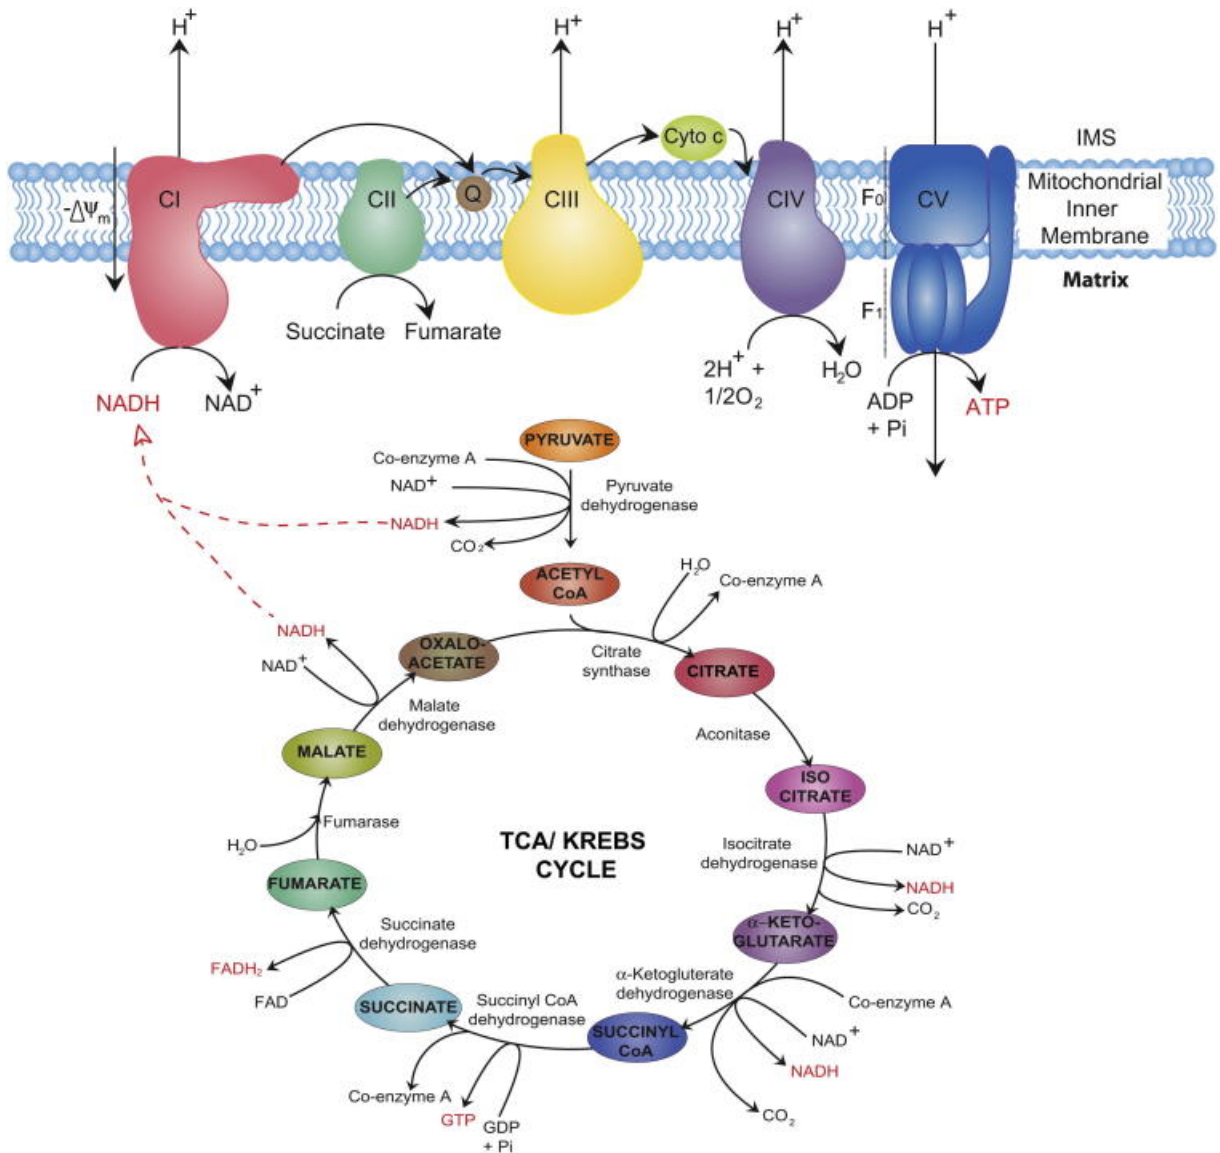 H+
H+
H+
H+
Cyto c
IMS
CI
CII
Q
CIII
CIV
F0
CV
Mitochondrial
Inner
Membrane
-ΔΨm
Matrix
F1
Succinate
Fumarate
2H+ +
1/2O2
H2O
NADH
NAD+
ADP
+ Pi
ATP
PYRUVATE
Co-enzyme A
NAD+
Pyruvate
dehydrogenase
NADH
CO2
ACETYL
CoA
H2O
Co-enzyme A
NADH
NAD+
OXALO-
ACETATE
Citrate
synthase
CITRATE
Malate
dehydrogenase
Aconitase
MALATE
ISO
CITRATE
Fumarase
H2O
TCA/ KREBS
CYCLE
Isocitrate
dehydrogenase
NAD+
NADH
CO2
FUMARATE
α-KETO-
GLUTARATE
Succinate
dehydrogenase
FADH2
FAD
α-Ketogluterate
dehydrogenase
Co-enzyme A
SUCCINATE
Succinyl CoA
dehydrogenase
SUCCINYL
CoA
NAD+
NADH
Co-enzyme A
GTP
GDP
+ Pi
CO2